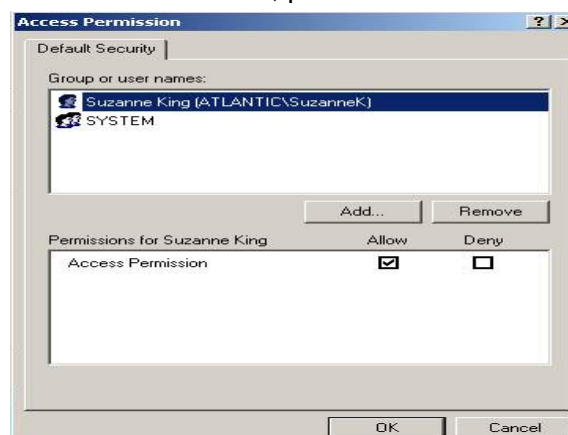 Access Permission
Default Security
Group or user names:
Suzanne King (ATLANTIC\SuzanneK)
SYSTEM
Add... Remove
Permissions for Suzanne King Allow Deny
Access Permission
OK Cancel